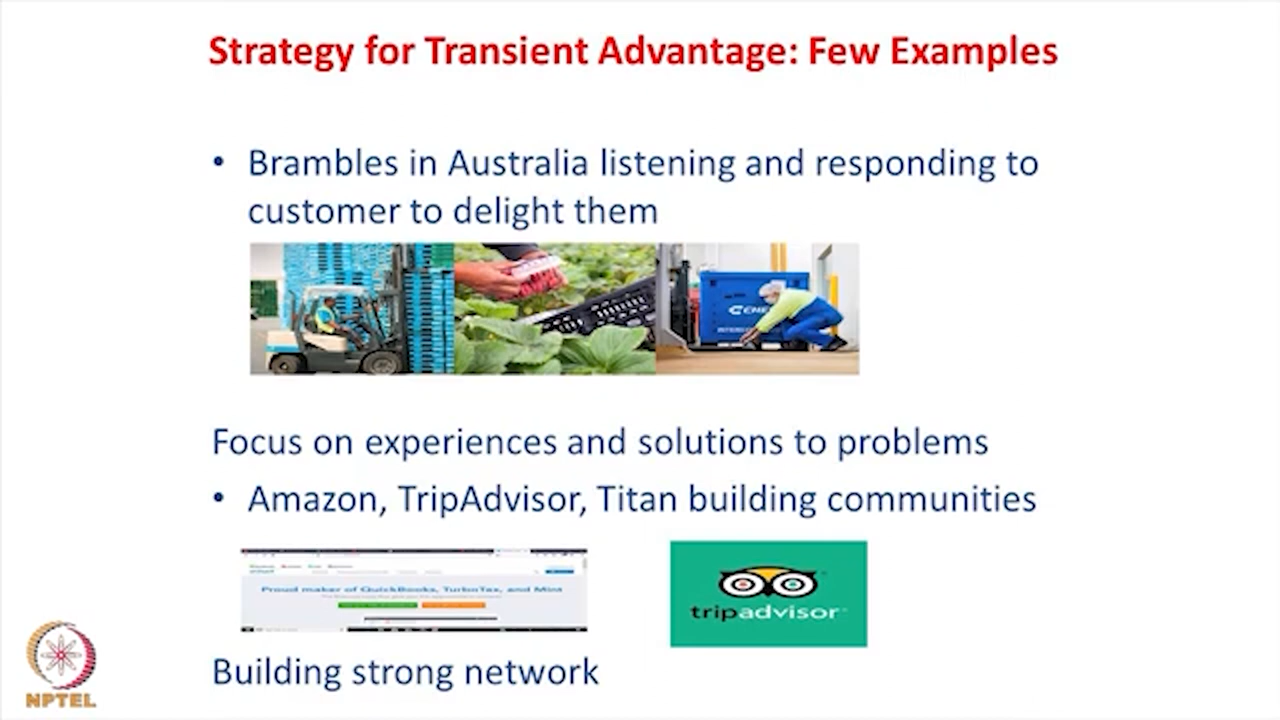 Strategy for Transient Advantage: Few Examples
• Brambles in Australia listening and responding to
customer to delight them
Focus on experiences and solutions to problems
• Amazon, TripAdvisor, Titan building communities
Proud maker of QuickBooks, TurboTax, and Mint
tripadvisor
Building strong network
NPTEL